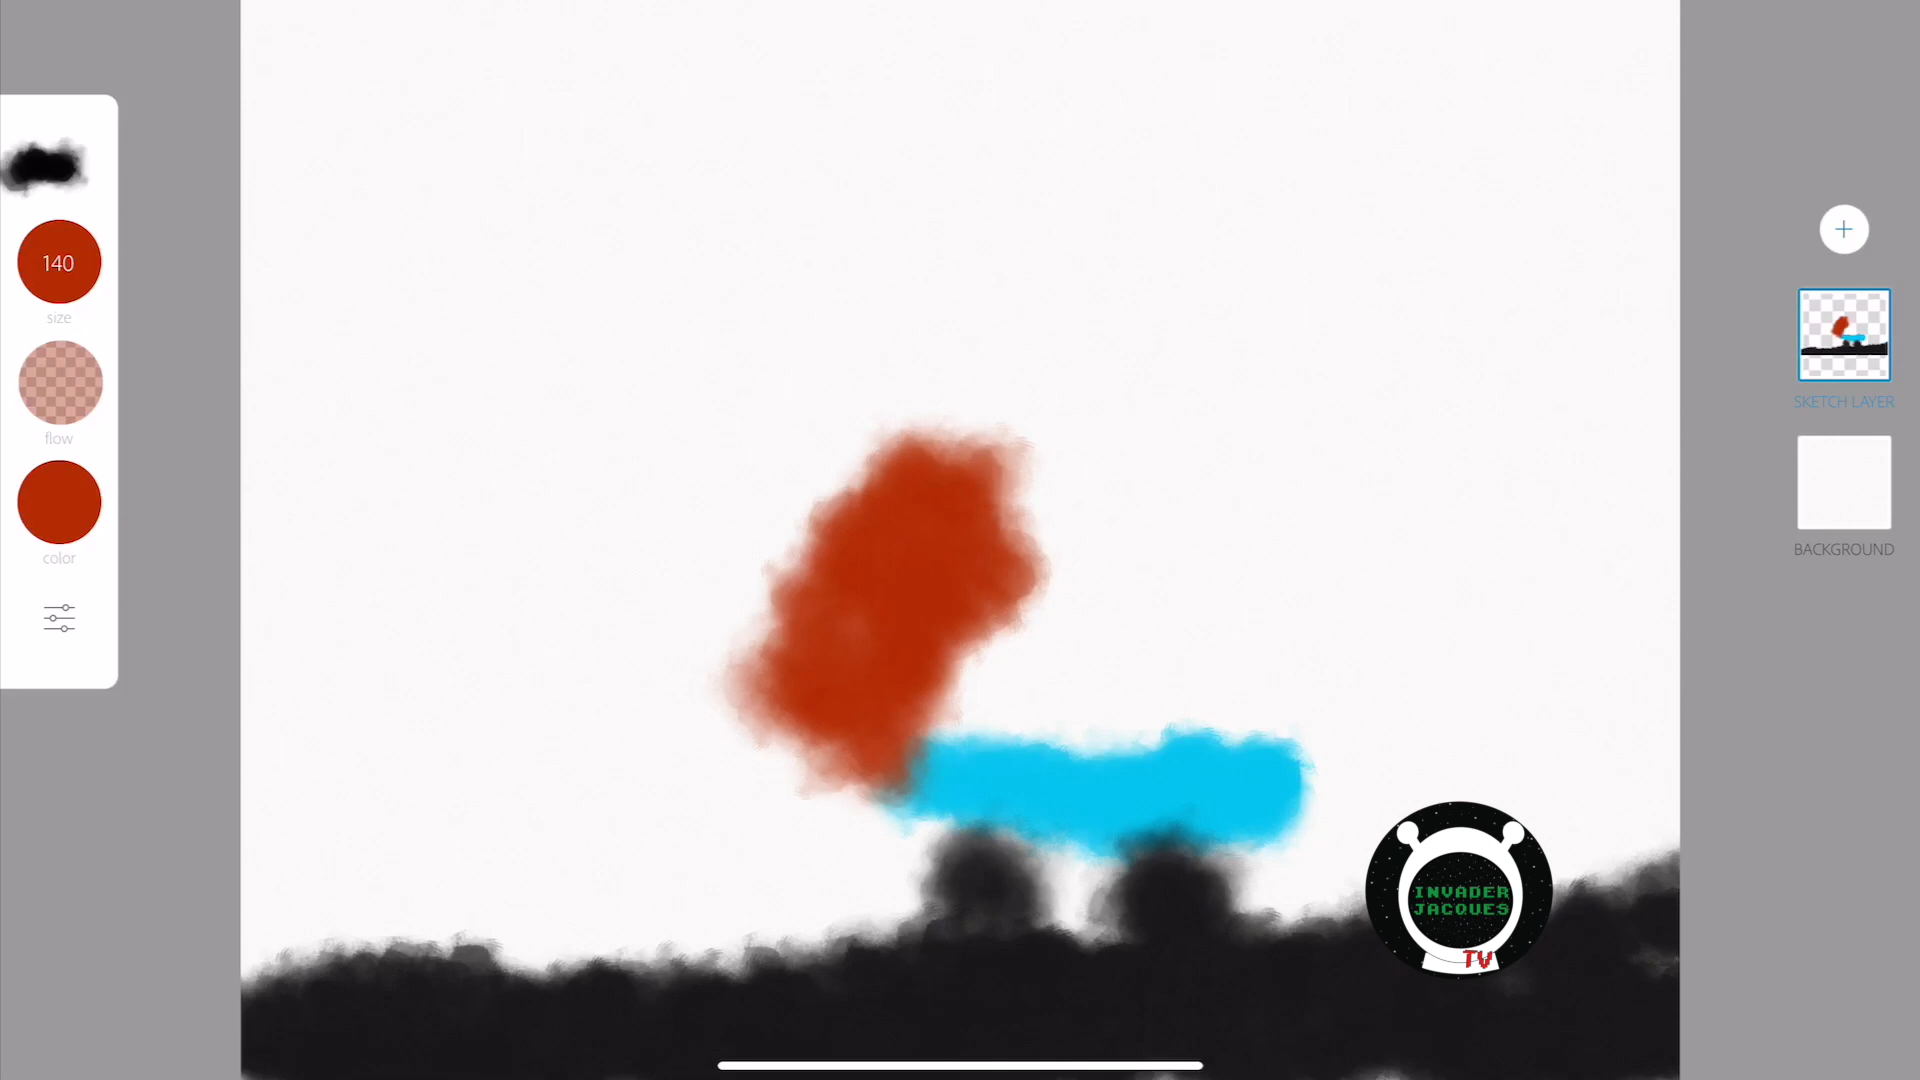 140
size
flow
color
SKETCH LAYER
BACKGROUND
INVADER
JACQUES
TV